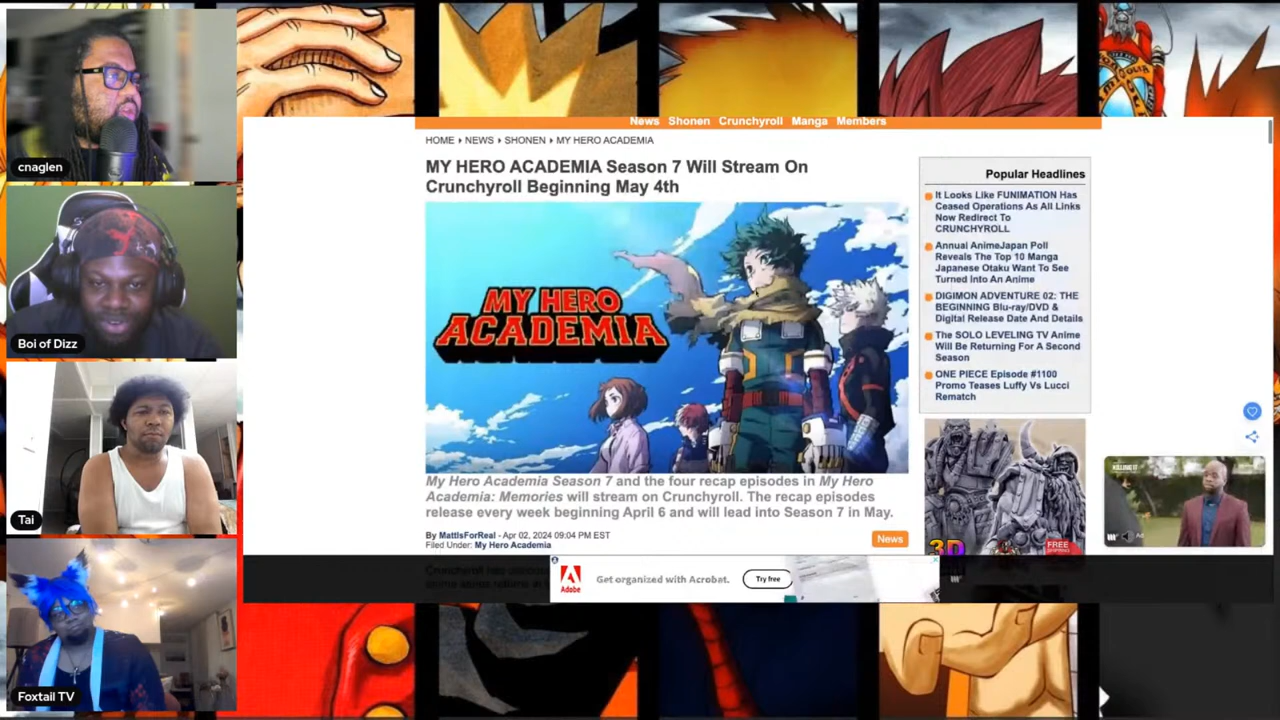 cnaglen
Boi of Dizz
Tai
Foxtail TV
News Shonen Crunchyroll Manga Members
HOME NEWS SHONEN MY HERO ACADEMIA
MY HERO ACADEMIA Season 7 Will Stream On
Crunchyroll Beginning May 4th
MY HERO
ACADEMIA
My Hero Academia Season 7 and the four recap episodes in My Hero
Academia: Memories will stream on Crunchyroll. The recap episodes
release every week beginning April 6 and will lead into Season 7 in May.
By MattIsForReal - Apr 02, 2024 09:04 PM EST
Filed Under: My Hero Academia
News
Popular Headlines
It Looks Like FUNIMATION Has
Ceased Operations As All Links
Now Redirect To
CRUNCHYROLL
Annual AnimeJapan Poll
Reveals The Top 10 Manga
Japanese Otaku Want To See
Turned Into An Anime
DIGIMON ADVENTURE 02: THE
BEGINNING Blu-ray/DVD &
Digital Release Date And Details
The SOLO LEVELING TV Anime
Will Be Returning For A Second
Season
ONE PIECE Episode #1100
Promo Teases Luffy Vs Lucci
Rematch
3D
FREE
KILLING IT
Ad
Adobe
Get organized with Acrobat.
Try free